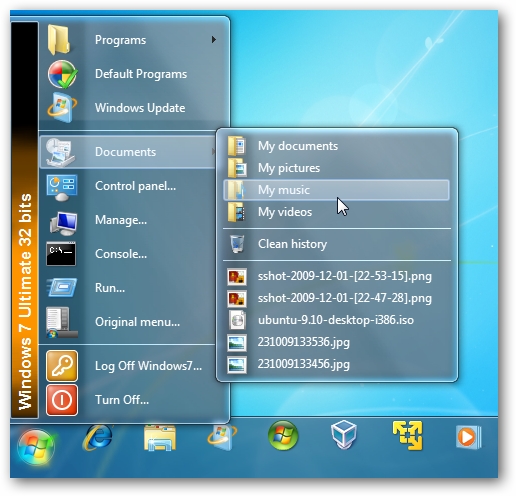 Windows 7 Ultimate 32 bits
Programs
Default Programs
Windows Update
Documents
Control panel...
Manage...
C:\_
Console...
Run...
Original menu...
Log Off Windows7...
Turn Off...
My documents
My pictures
My music
My videos
Clean history
sshot-2009-12-01-[22-53-15].png
sshot-2009-12-01-[22-47-28].png
ubuntu-9.10-desktop-i386.iso
231009133536.jpg
231009133456.jpg